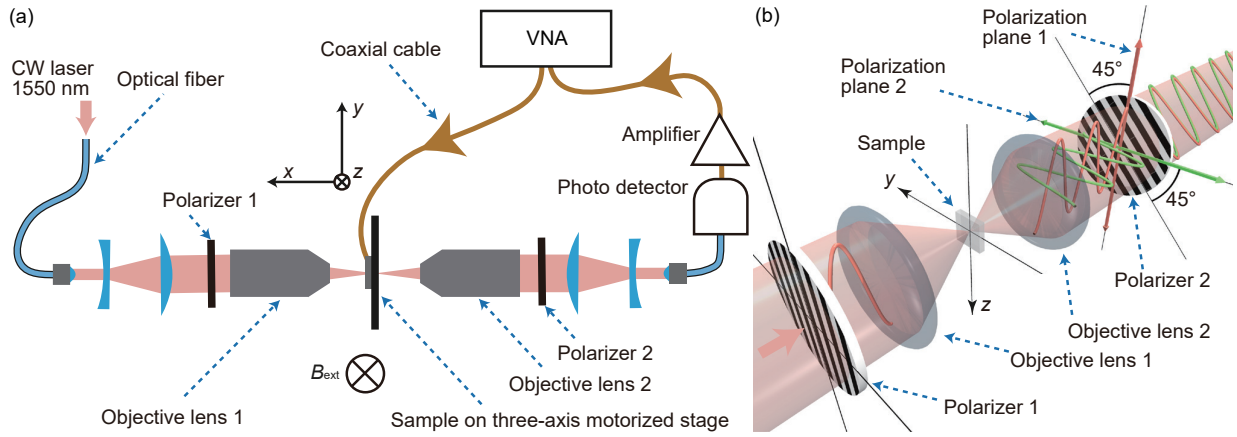 (a)
VNA
Coaxial cable
CW laser
1550 nm
Optical fiber
y
x
z
Amplifier
Photo detector
Polarizer 1
Polarizer 2
Bext
Objective lens 2
Objective lens 1
Sample on three-axis motorized stage
(b)
Polarization
plane 1
45°
Polarization
plane 2
Sample
y
45°
z
Polarizer 2
Objective lens 2
Objective lens 1
Polarizer 1